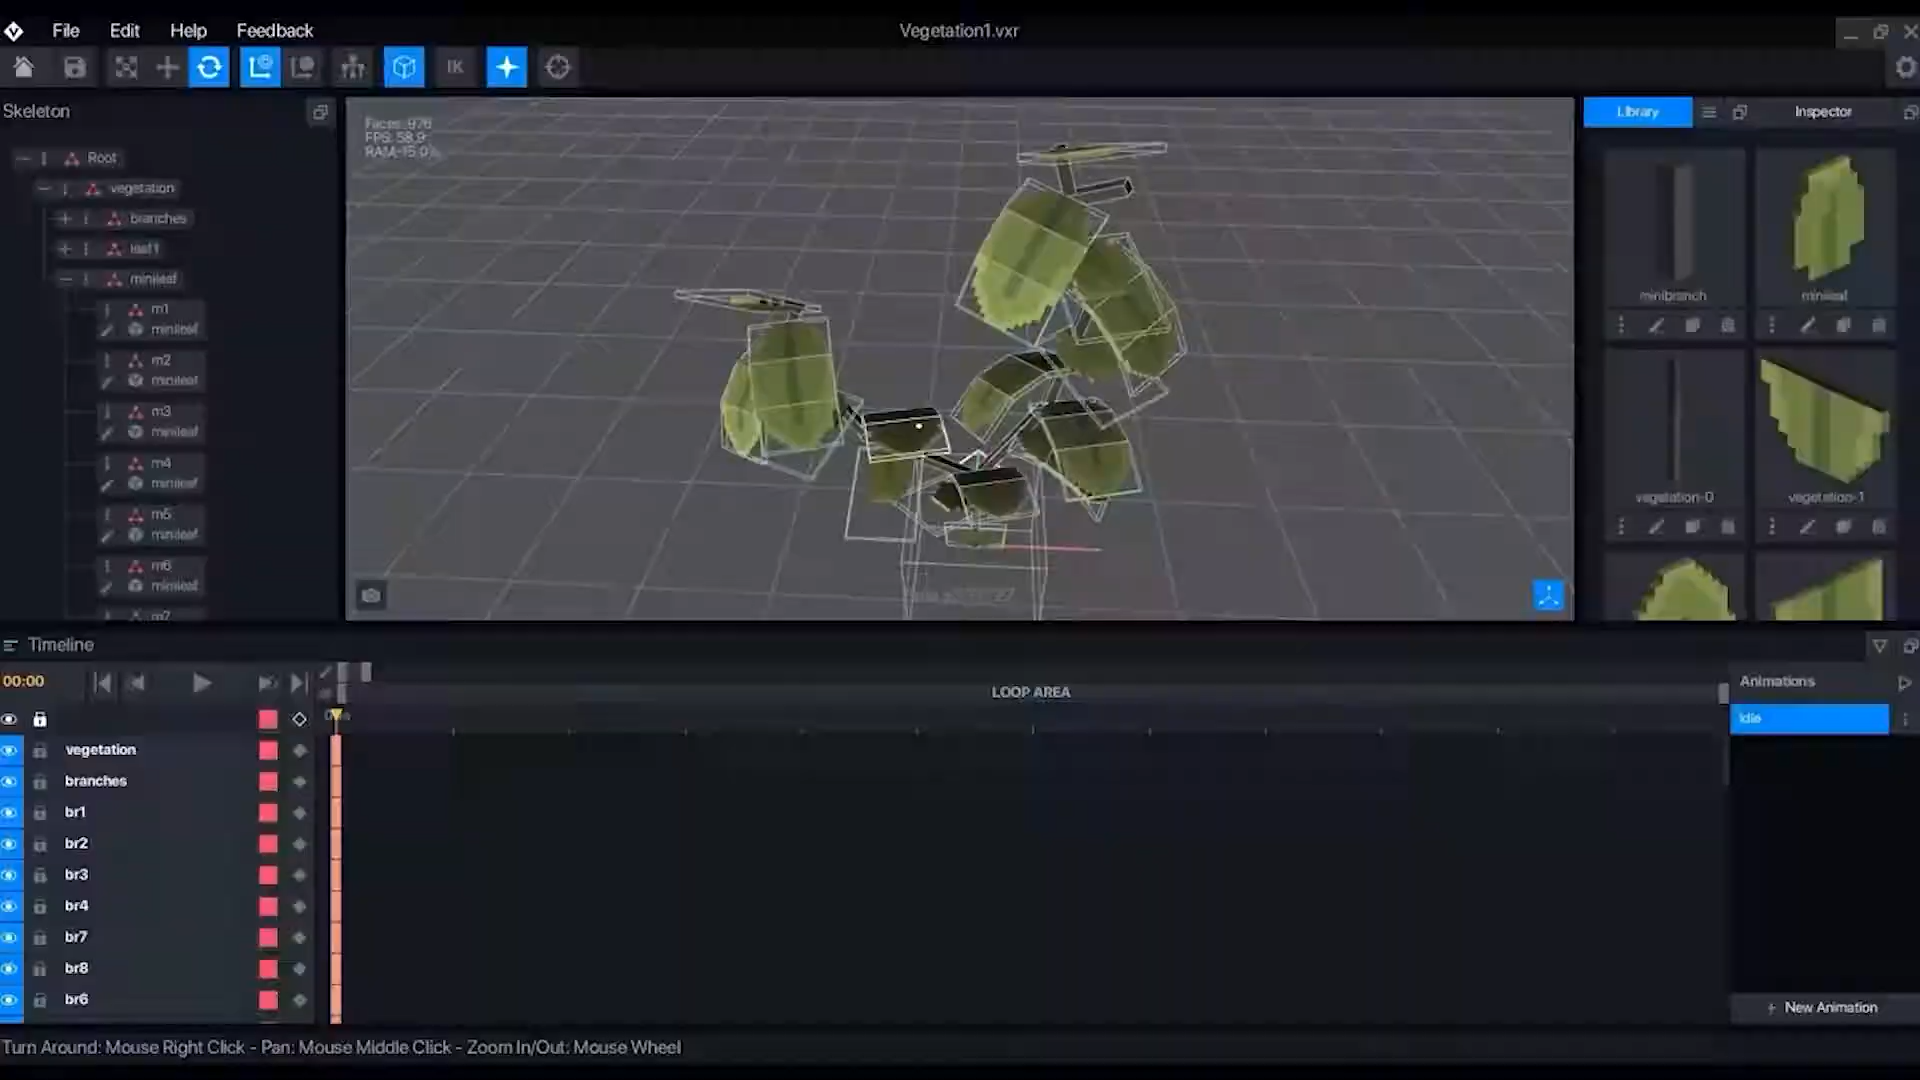 File Edit Help Feedback
Vegetation1.vxr
IK
Skeleton
Root
vegetation
branches
leaf1
minileaf
m1
minileaf
m2
minileaf
m3
minileaf
m4
minileaf
m5
minileaf
m6
minileaf
m7
Faces: 976
FPS: 58.9
Library
Inspector
minibranch
minileaf
vegetation-0
vegetation-1
Timeline
00:00
LOOP AREA
Animations
Idle
vegetation
branches
br1
br2
br3
br4
br7
br8
br6
+ New Animation
Turn Around: Mouse Right Click - Pan: Mouse Middle Click - Zoom In/Out: Mouse Wheel